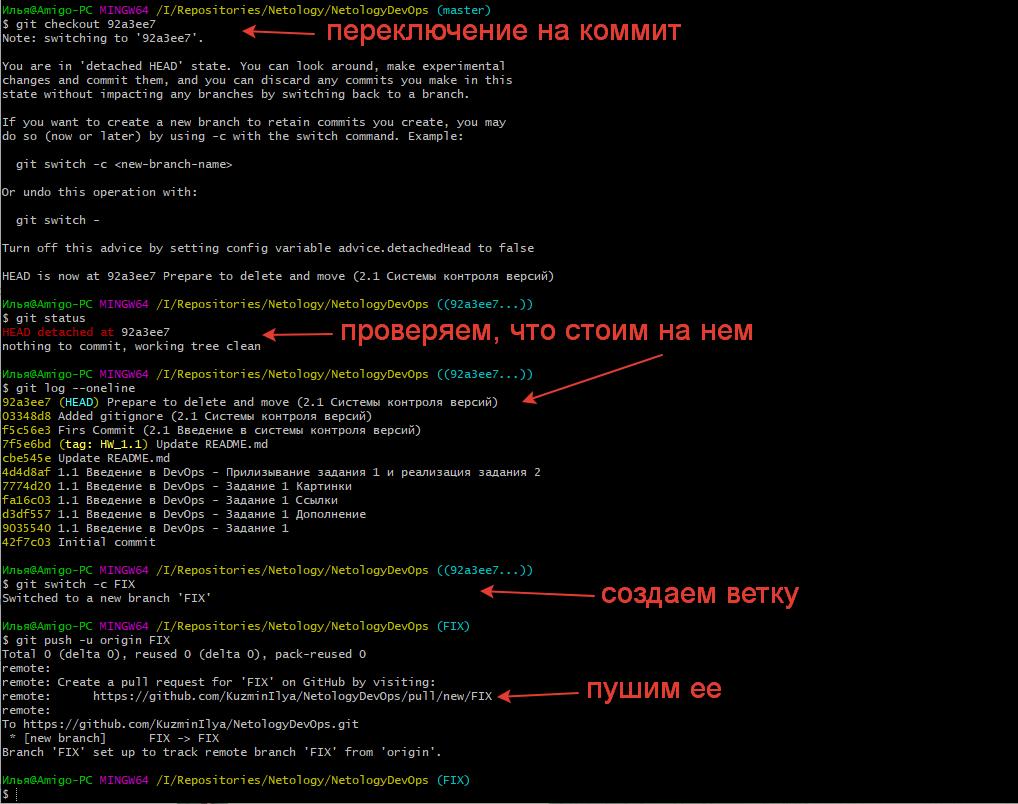 Илья@Amigo-PC MINGW64 /I/Repositories/Netology/NetologyDevOps (master)
$ git checkout 92a3ee7
Note: switching to '92a3ee7'.
переключение на коммит
You are in 'detached HEAD' state. You can look around, make experimental
changes and commit them, and you can discard any commits you make in this
state without impacting any branches by switching back to a branch.
If you want to create a new branch to retain commits you create, you may
do so (now or later) by using -c with the switch command. Example:
git switch -c <new-branch-name>
Or undo this operation with:
git switch -
Turn off this advice by setting config variable advice.detachedHead to false
HEAD is now at 92a3ee7 Prepare to delete and move (2.1 Системы контроля версий)
Илья@Amigo-PC MINGW64 /I/Repositories/Netology/NetologyDevOps ((92a3ee7...))
$ git status
HEAD detached at 92a3ee7
nothing to commit, working tree clean
проверяем, что стоим на нем
Илья@Amigo-PC MINGW64 /I/Repositories/Netology/NetologyDevOps ((92a3ee7...))
$ git log --oneline
92a3ee7 (HEAD) Prepare to delete and move (2.1 Системы контроля версий)
03348d8 Added gitignore (2.1 Системы контроля версий)
f5c56e3 Firs Commit (2.1 Введение в системы контроля версий)
7f5e6bd (tag: HW_1.1) Update README.md
cbe545e Update README.md
4d4d8af 1.1 Введение в DevOps - Прилизывание задания 1 и реализация задания 2
7774d20 1.1 Введение в DevOps - Задание 1 Картинки
fa16c03 1.1 Введение в DevOps - Задание 1 Ссылки
d3df557 1.1 Введение в DevOps - Задание 1 Дополнение
9035540 1.1 Введение в DevOps - Задание 1
42f7c03 Initial commit
Илья@Amigo-PC MINGW64 /I/Repositories/Netology/NetologyDevOps ((92a3ee7...))
$ git switch -c FIX
Switched to a new branch 'FIX'
создаем ветку
Илья@Amigo-PC MINGW64 /I/Repositories/Netology/NetologyDevOps (FIX)
$ git push -u origin FIX
Total 0 (delta 0), reused 0 (delta 0), pack-reused 0
remote:
remote: Create a pull request for 'FIX' on GitHub by visiting:
remote:      https://github.com/KuzminIlya/NetologyDevOps/pull/new/FIX
пушим ее
remote:
To https://github.com/KuzminIlya/NetologyDevOps.git
* [new branch]      FIX -> FIX
Branch 'FIX' set up to track remote branch 'FIX' from 'origin'.
Илья@Amigo-PC MINGW64 /I/Repositories/Netology/NetologyDevOps (FIX)
$